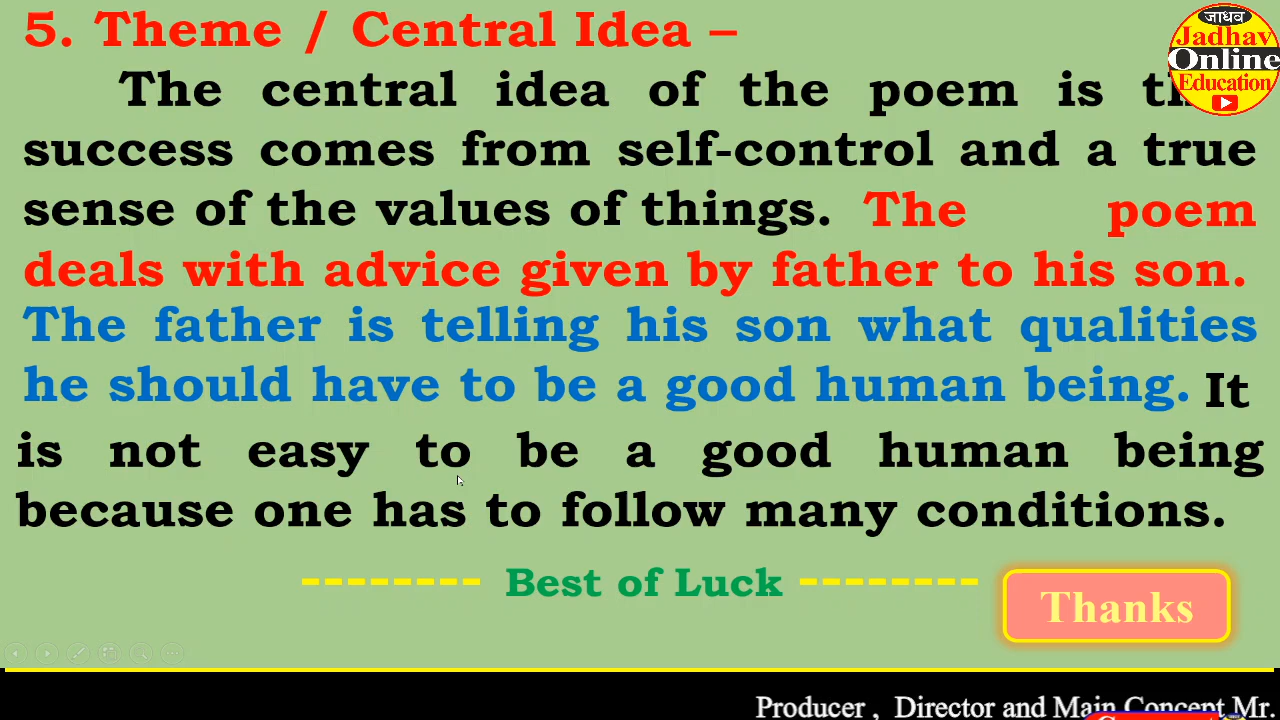 5. Theme / Central Idea –
The central idea of the poem is
success comes from self-control and a true
sense of the values of things. The poem
deals with advice given by father to his son.
The father is telling his son what qualities
he should have to be a good human being. It
is not easy to be a good human being
because one has to follow many conditions.
-------- Best of Luck --------
Thanks
जाधव
Jadhav
Online
Education
Producer , Director and Main Concept Mr.